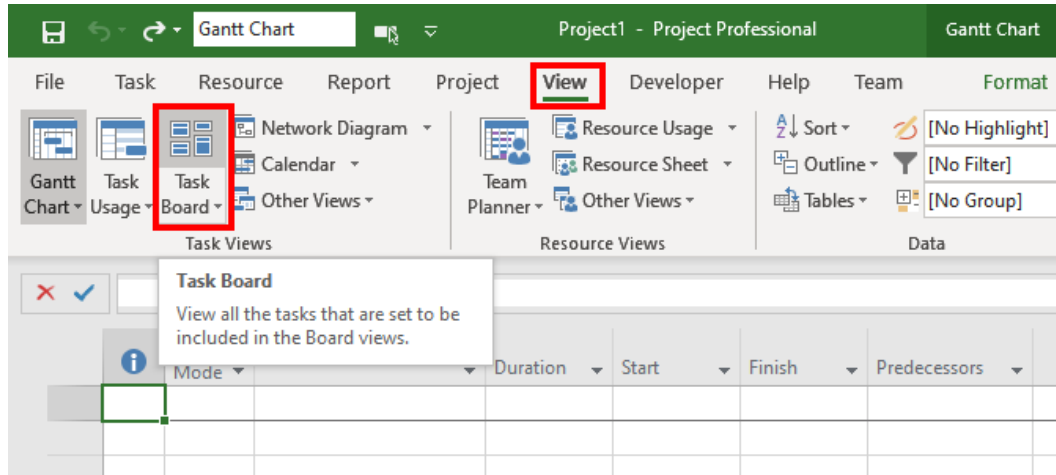 Gantt Chart Project1 - Project Professional Gantt Chart
File Task Resource Report Project View Developer Help Team Format
Gantt Chart
Task Usage
Task Board
Network Diagram
Calendar
Other Views
Team Planner
Resource Usage
Resource Sheet
Other Views
Sort
Outline
Tables
[No Highlight]
[No Filter]
[No Group]
Task Views Resource Views Data
Task Board
View all the tasks that are set to be
included in the Board views.
Mode Duration Start Finish Predecessors